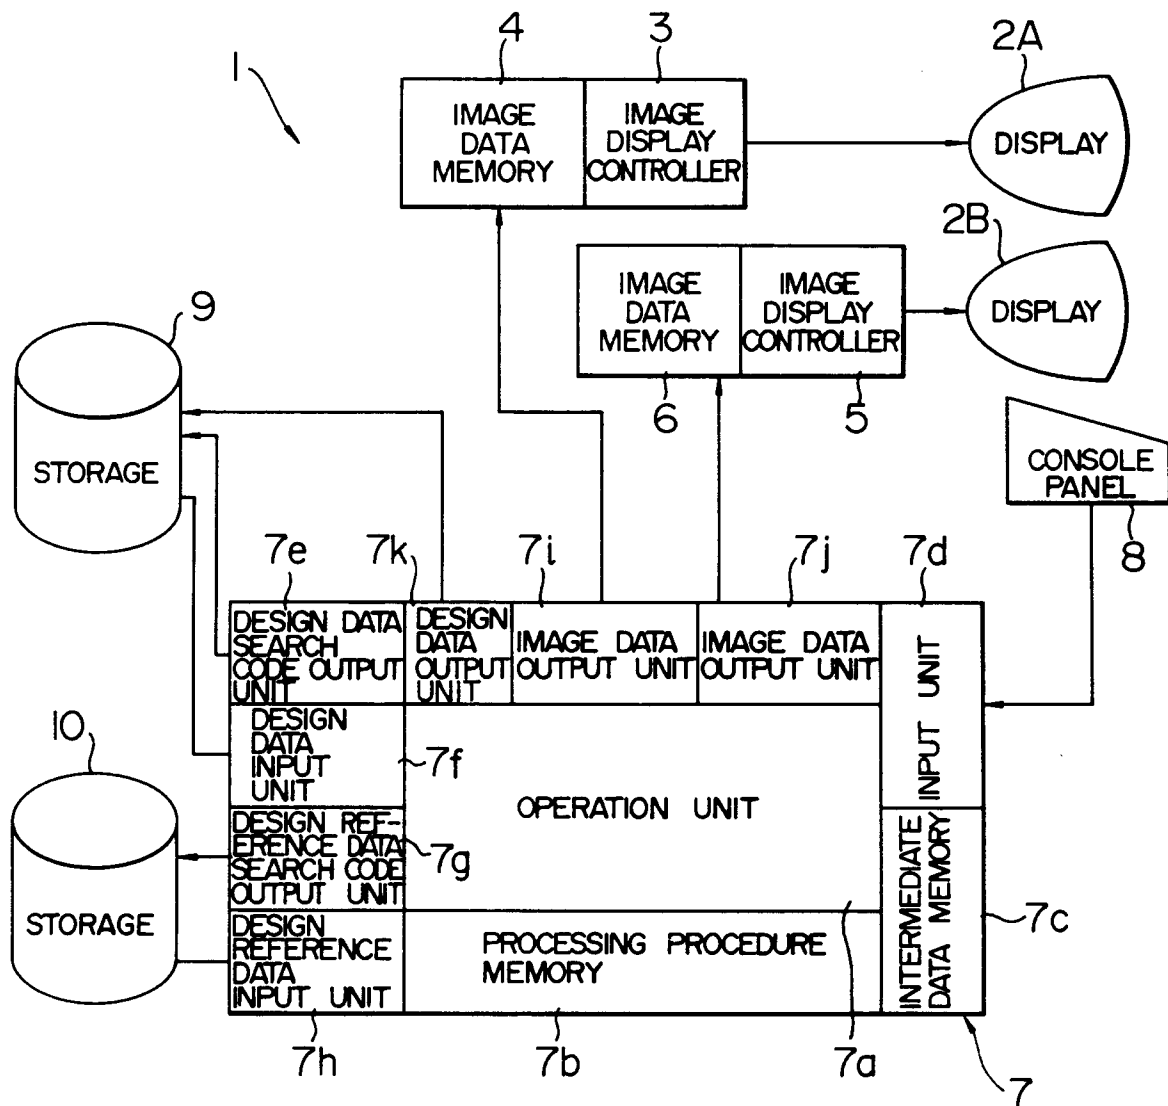 1
4
3
2A
IMAGE
DATA
MEMORY
IMAGE
DISPLAY
CONTROLLER
DISPLAY
2B
IMAGE
DATA
MEMORY
IMAGE
DISPLAY
CONTROLLER
DISPLAY
6
5
9
STORAGE
CONSOLE
PANEL
8
7e
7k
7i
7j
7d
DESIGN DATA
SEARCH
CODE OUTPUT
UNIT
DESIGN
DATA
OUTPUT
UNIT
IMAGE DATA
OUTPUT UNIT
IMAGE DATA
OUTPUT UNIT
INPUT UNIT
DESIGN
DATA
INPUT
UNIT
7f
OPERATION UNIT
10
STORAGE
DESIGN REF-
ERENCE DATA
SEARCH CODE
OUTPUT UNIT
7g
INTERMEDIATE
DATA MEMORY
7c
DESIGN
REFERENCE
DATA
INPUT UNIT
PROCESSING PROCEDURE
MEMORY
7h
7b
7a
7